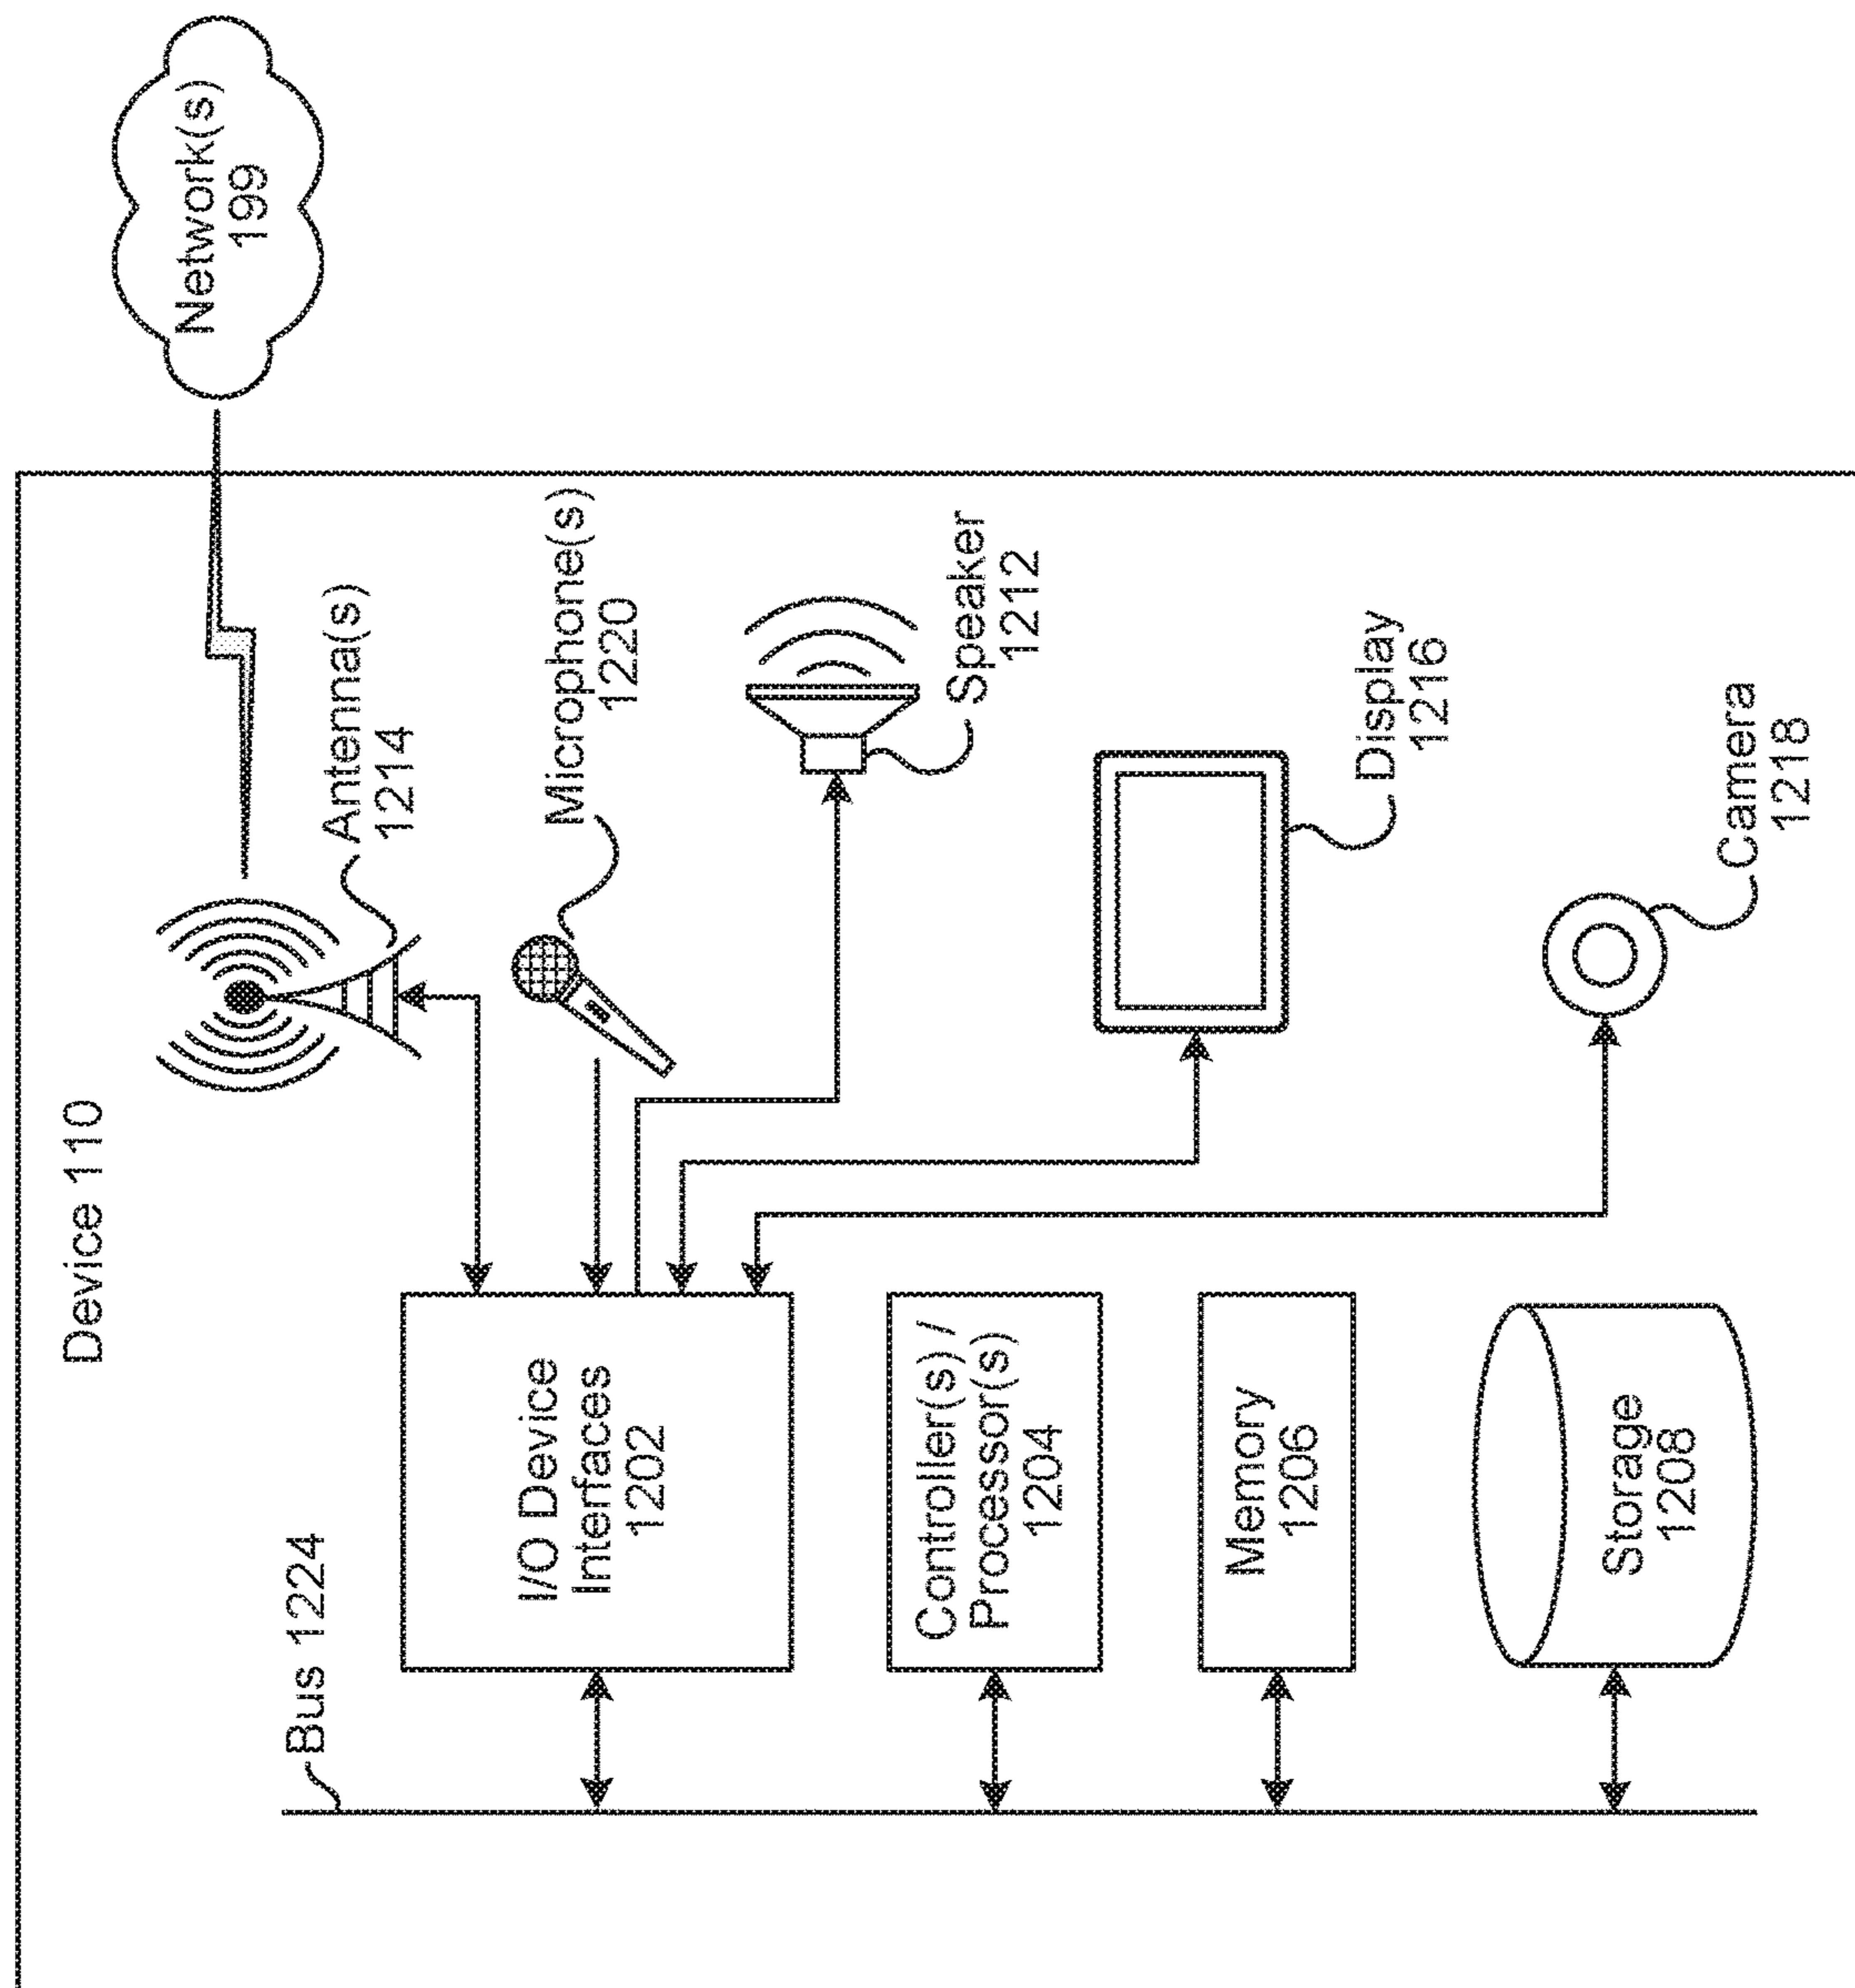 Device 110
Bus 1224
I/O Device
Interfaces
1202
Controller(s) /
Processor(s)
1204
Memory
1206
Storage
1208
Antenna(s)
1214
Microphone(s)
1220
Speaker
1212
Display
1216
Camera
1218
Network(s)
199